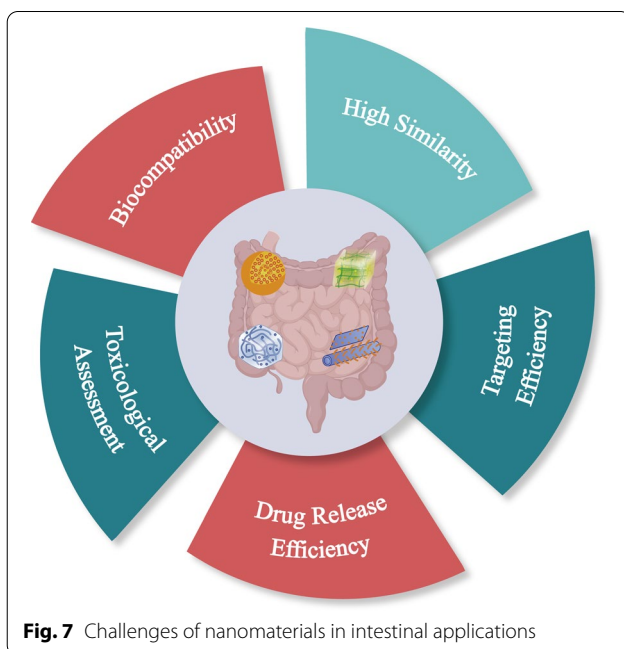 Biocompatibility
High Similarity
Targeting
Efficiency
Drug Release
Efficiency
Toxicological
Assessment
Fig. 7 Challenges of nanomaterials in intestinal applications